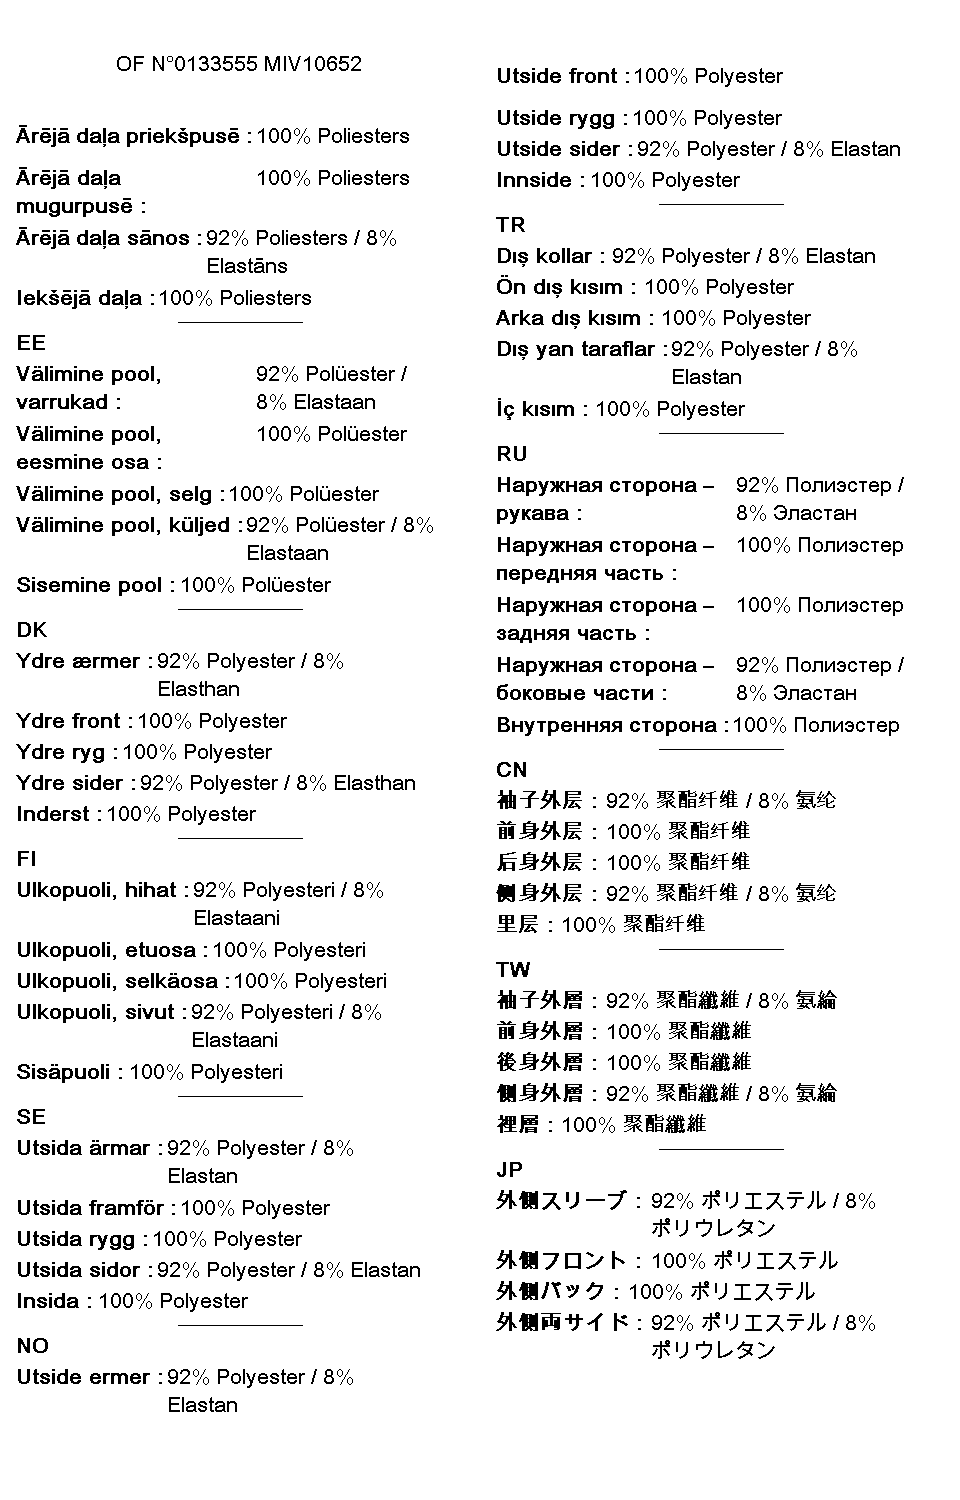 OF N°0133555 MIV10652
Ārējā daļa priekšpusē : 100% Poliesters
Ārējā daļa 100% Poliesters
mugurpusē :
Ārējā daļa sānos : 92% Poliesters / 8%
Elastāns
Iekšējā daļa : 100% Poliesters
EE
Välimine pool, 92% Polüester /
varrukad : 8% Elastaan
Välimine pool, 100% Polüester
eesmine osa :
Välimine pool, selg : 100% Polüester
Välimine pool, küljed : 92% Polüester / 8%
Elastaan
Sisemine pool : 100% Polüester
DK
Ydre ærmer : 92% Polyester / 8%
Elasthan
Ydre front : 100% Polyester
Ydre ryg : 100% Polyester
Ydre sider : 92% Polyester / 8% Elasthan
Inderst : 100% Polyester
FI
Ulkopuoli, hihat : 92% Polyesteri / 8%
Elastaani
Ulkopuoli, etuosa : 100% Polyesteri
Ulkopuoli, selkäosa : 100% Polyesteri
Ulkopuoli, sivut : 92% Polyesteri / 8%
Elastaani
Sisäpuoli : 100% Polyesteri
SE
Utsida ärmar : 92% Polyester / 8%
Elastan
Utsida framför : 100% Polyester
Utsida rygg : 100% Polyester
Utsida sidor : 92% Polyester / 8% Elastan
Insida : 100% Polyester
NO
Utside ermer : 92% Polyester / 8%
Elastan
Utside front : 100% Polyester
Utside rygg : 100% Polyester
Utside sider : 92% Polyester / 8% Elastan
Innside : 100% Polyester
TR
Dış kollar : 92% Polyester / 8% Elastan
Ön dış kısım : 100% Polyester
Arka dış kısım : 100% Polyester
Dış yan taraflar : 92% Polyester / 8%
Elastan
İç kısım : 100% Polyester
RU
Наружная сторона – 92% Полиэстер /
рукава : 8% Эластан
Наружная сторона – 100% Полиэстер
передняя часть :
Наружная сторона – 100% Полиэстер
задняя часть :
Наружная сторона – 92% Полиэстер /
боковые части : 8% Эластан
Внутренняя сторона : 100% Полиэстер
CN
袖子外层 : 92% 聚酯纤维 / 8% 氨纶
前身外层 : 100% 聚酯纤维
后身外层 : 100% 聚酯纤维
侧身外层 : 92% 聚酯纤维 / 8% 氨纶
里层 : 100% 聚酯纤维
TW
袖子外層 : 92% 聚酯纖維 / 8% 氨綸
前身外層 : 100% 聚酯纖維
後身外層 : 100% 聚酯纖維
側身外層 : 92% 聚酯纖維 / 8% 氨綸
裡層 : 100% 聚酯纖維
JP
外側スリーブ : 92% ポリエステル / 8%
ポリウレタン
外側フロント : 100% ポリエステル
外側バック : 100% ポリエステル
外側両サイド : 92% ポリエステル / 8%
ポリウレタン